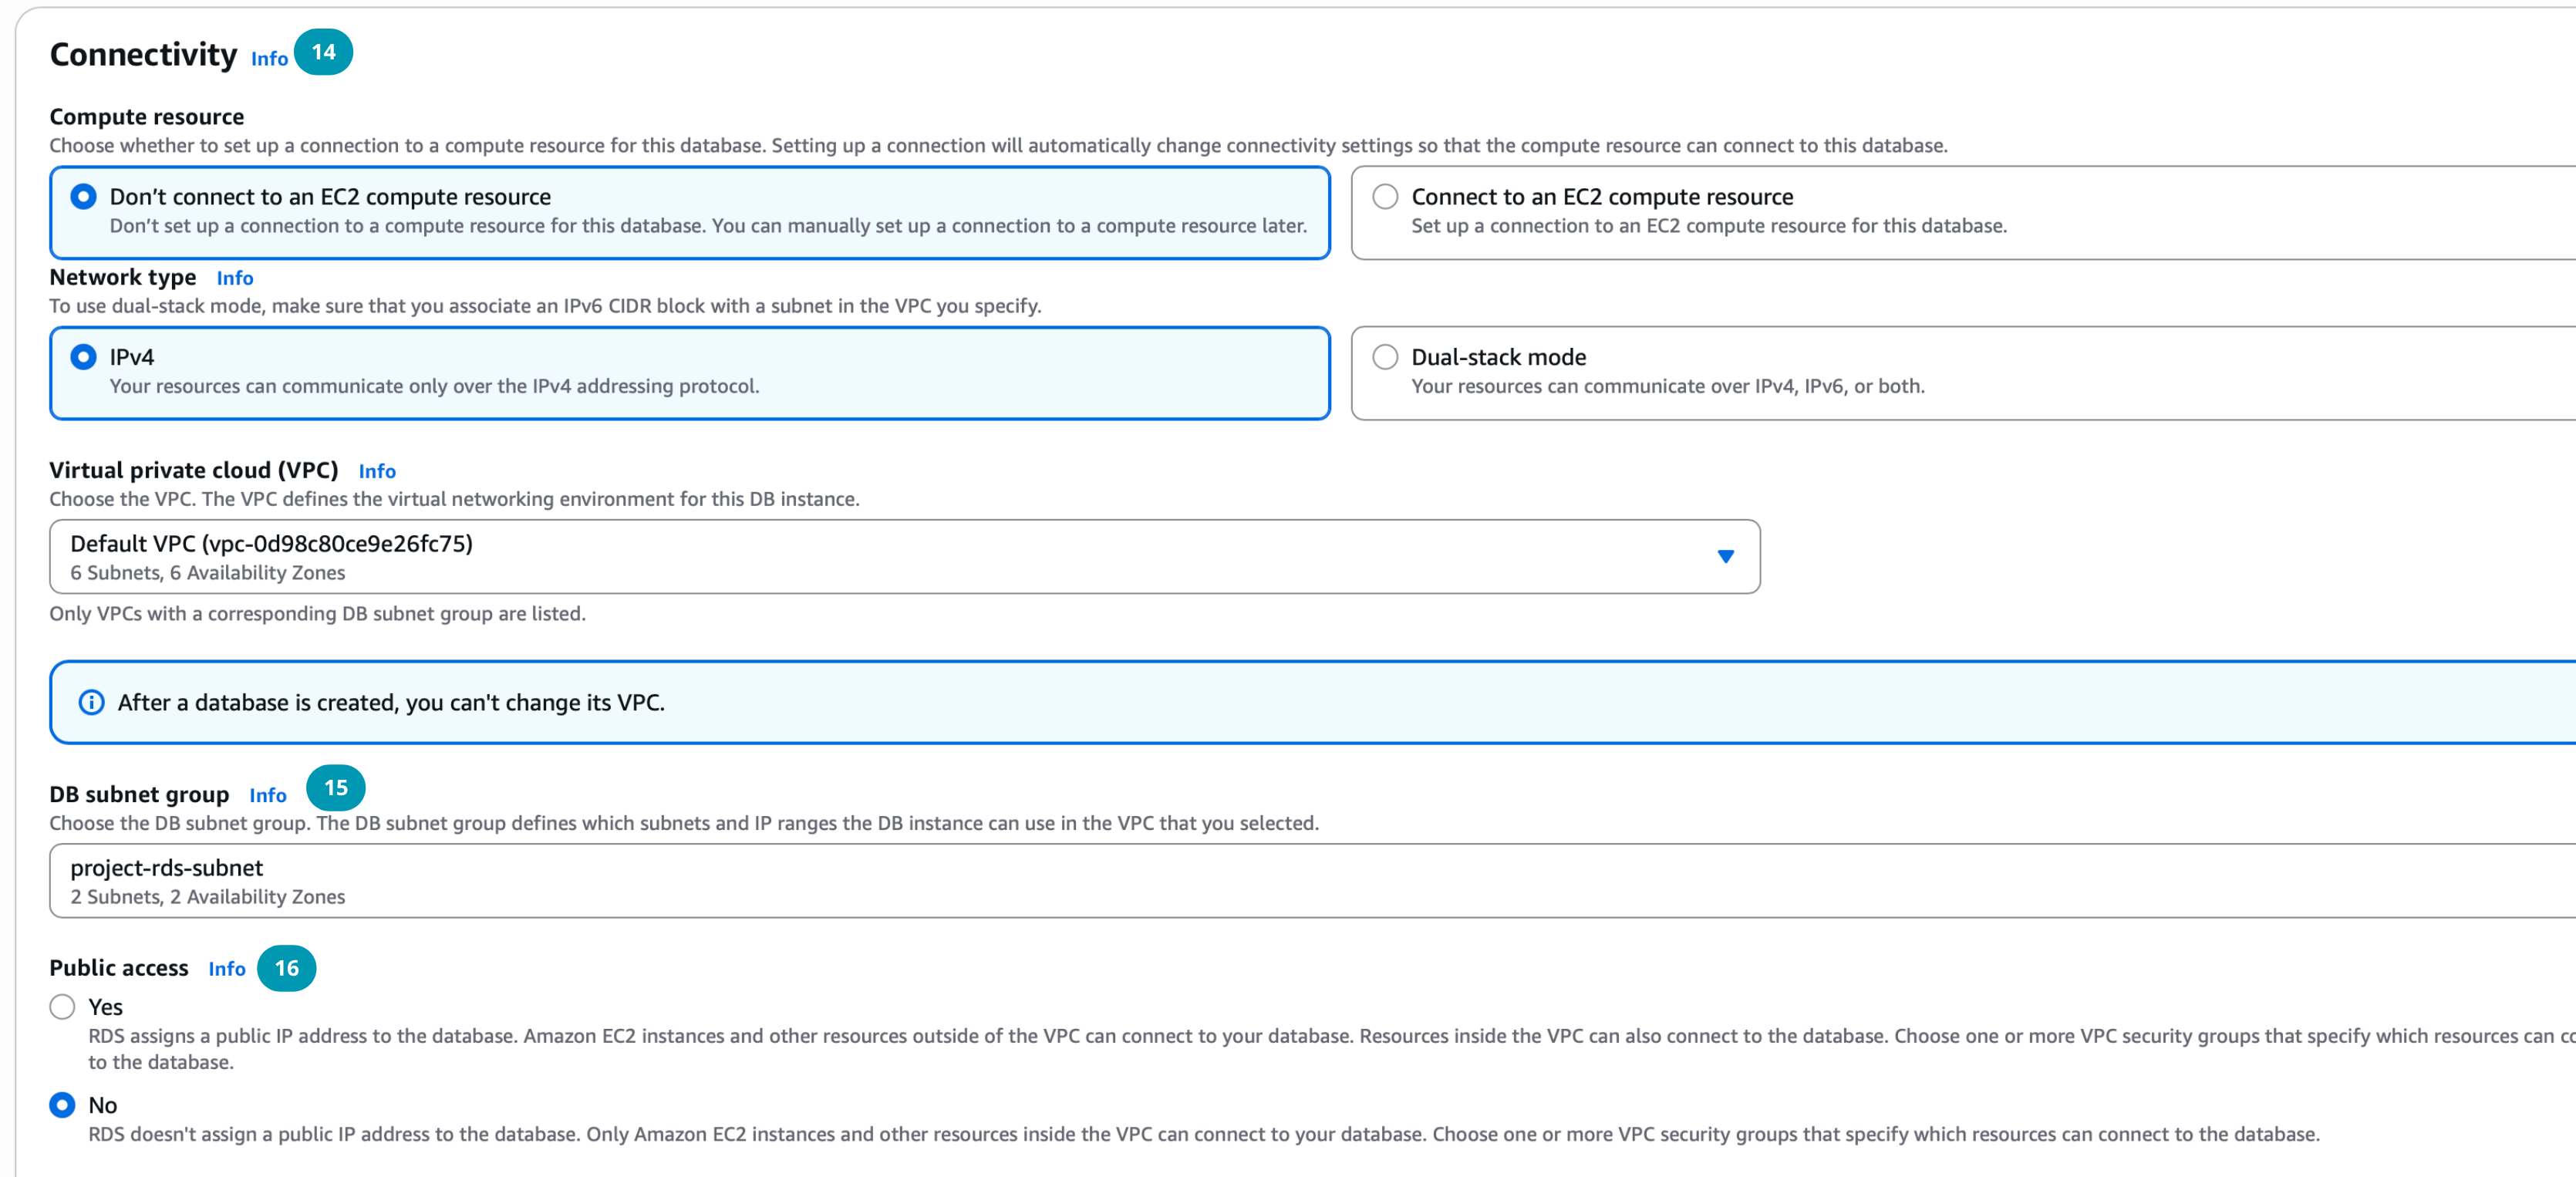 Connectivity Info 14
Compute resource
Choose whether to set up a connection to a compute resource for this database. Setting up a connection will automatically change connectivity settings so that the compute resource can connect to this database.
Don’t connect to an EC2 compute resource
Don’t set up a connection to a compute resource for this database. You can manually set up a connection to a compute resource later.
Connect to an EC2 compute resource
Set up a connection to an EC2 compute resource for this database.
Network type Info
To use dual-stack mode, make sure that you associate an IPv6 CIDR block with a subnet in the VPC you specify.
IPv4
Your resources can communicate only over the IPv4 addressing protocol.
Dual-stack mode
Your resources can communicate over IPv4, IPv6, or both.
Virtual private cloud (VPC) Info
Choose the VPC. The VPC defines the virtual networking environment for this DB instance.
Default VPC (vpc-0d98c80ce9e26fc75)
6 Subnets, 6 Availability Zones
Only VPCs with a corresponding DB subnet group are listed.
After a database is created, you can't change its VPC.
DB subnet group Info 15
Choose the DB subnet group. The DB subnet group defines which subnets and IP ranges the DB instance can use in the VPC that you selected.
project-rds-subnet
2 Subnets, 2 Availability Zones
Public access Info 16
Yes
RDS assigns a public IP address to the database. Amazon EC2 instances and other resources outside of the VPC can connect to your database. Resources inside the VPC can also connect to the database. Choose one or more VPC security groups that specify which resources can
to the database.
No
RDS doesn't assign a public IP address to the database. Only Amazon EC2 instances and other resources inside the VPC can connect to your database. Choose one or more VPC security groups that specify which resources can connect to the database.